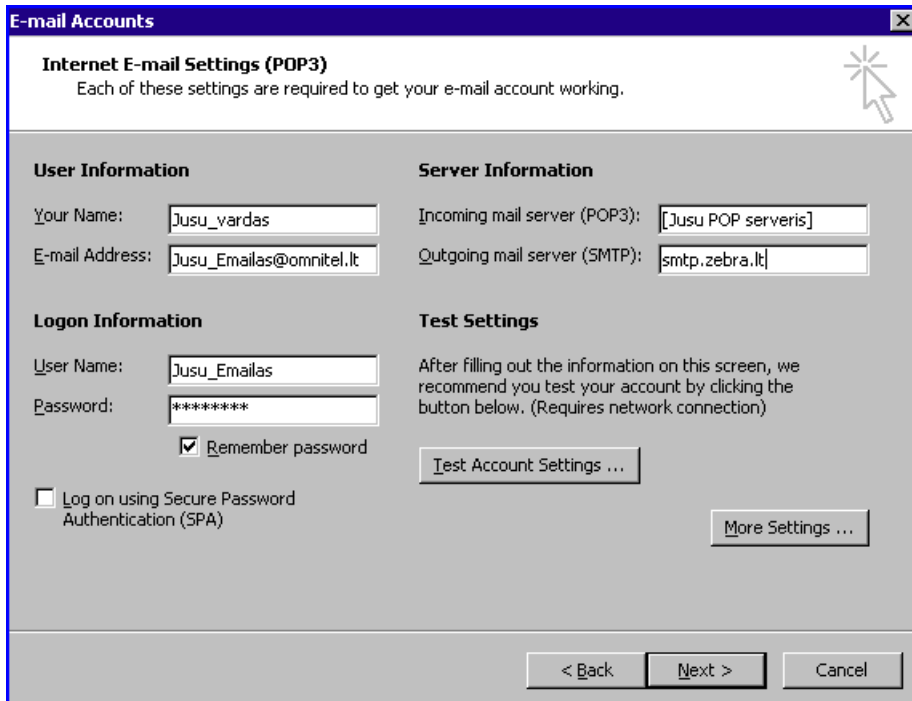 E-mail Accounts
Internet E-mail Settings (POP3)
Each of these settings are required to get your e-mail account working.
User Information
Your Name: Jusu_vardas
E-mail Address: Jusu_Emailas@omnitel.lt
Logon Information
User Name: Jusu_Emailas
Password: ********
Remember password
Log on using Secure Password
Authentication (SPA)
Server Information
Incoming mail server (POP3): [Jusu POP serveris]
Outgoing mail server (SMTP): smtp.zebra.lt
Test Settings
After filling out the information on this screen, we
recommend you test your account by clicking the
button below. (Requires network connection)
Test Account Settings ...
More Settings ...
< Back
Next >
Cancel